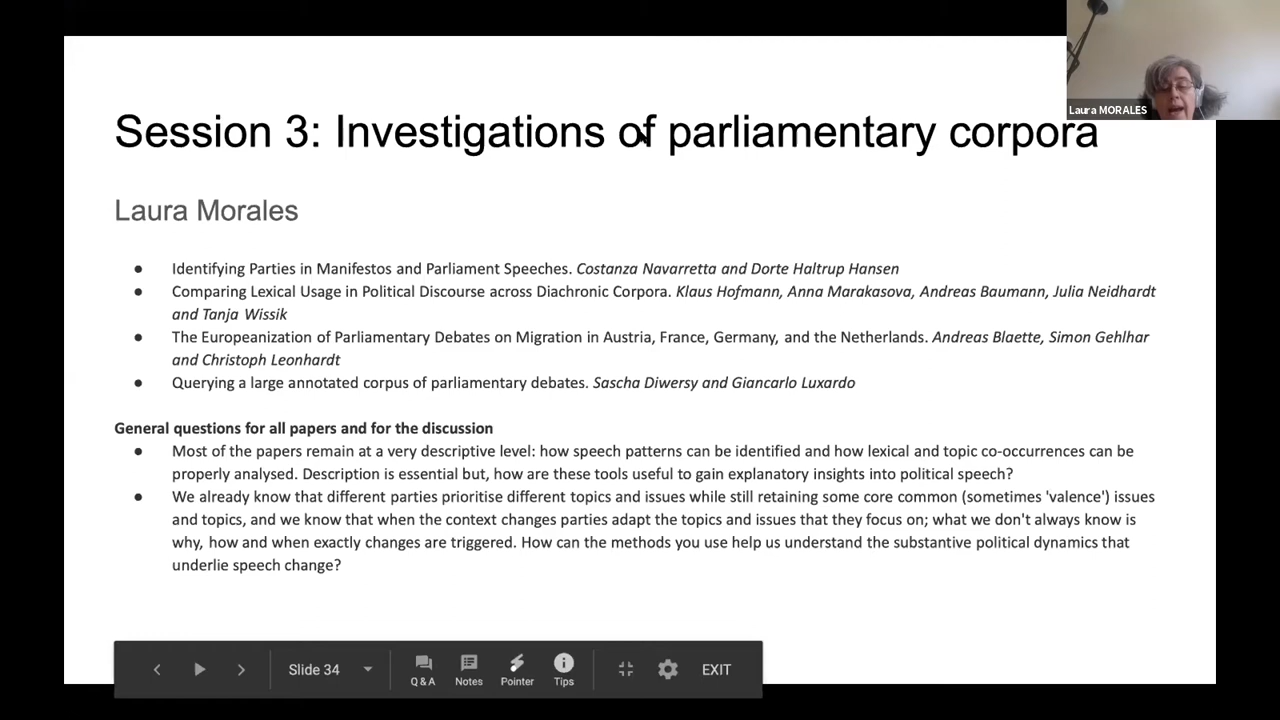 Laura MORALES
Session 3: Investigations of parliamentary corpora
Laura Morales
● Identifying Parties in Manifestos and Parliament Speeches. Costanza Navarretta and Dorte Haltrup Hansen
● Comparing Lexical Usage in Political Discourse across Diachronic Corpora. Klaus Hofmann, Anna Marakasova, Andreas Baumann, Julia Neidhardt
and Tanja Wissik
● The Europeanization of Parliamentary Debates on Migration in Austria, France, Germany, and the Netherlands. Andreas Blaette, Simon Gehlhar
and Christoph Leonhardt
● Querying a large annotated corpus of parliamentary debates. Sascha Diwersy and Giancarlo Luxardo
General questions for all papers and for the discussion
● Most of the papers remain at a very descriptive level: how speech patterns can be identified and how lexical and topic co-occurrences can be
properly analysed. Description is essential but, how are these tools useful to gain explanatory insights into political speech?
● We already know that different parties prioritise different topics and issues while still retaining some core common (sometimes 'valence') issues
and topics, and we know that when the context changes parties adapt the topics and issues that they focus on; what we don't always know is
why, how and when exactly changes are triggered. How can the methods you use help us understand the substantive political dynamics that
underlie speech change?
Slide 34 Q & A Notes Pointer Tips EXIT